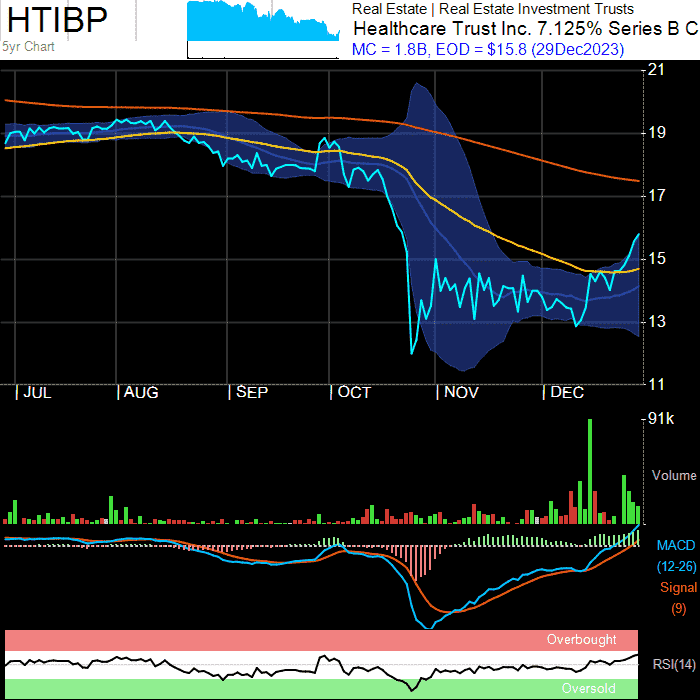 HTIBP
5yr Chart
Real Estate | Real Estate Investment Trusts
Healthcare Trust Inc. 7.125% Series B C
MC = 1.8B, EOD = $15.8 (29Dec2023)
21
19
17
15
13
11
JUL AUG SEP OCT NOV DEC
91k
Volume
MACD
(12-26)
Signal
(9)
Overbought
RSI(14)
Oversold